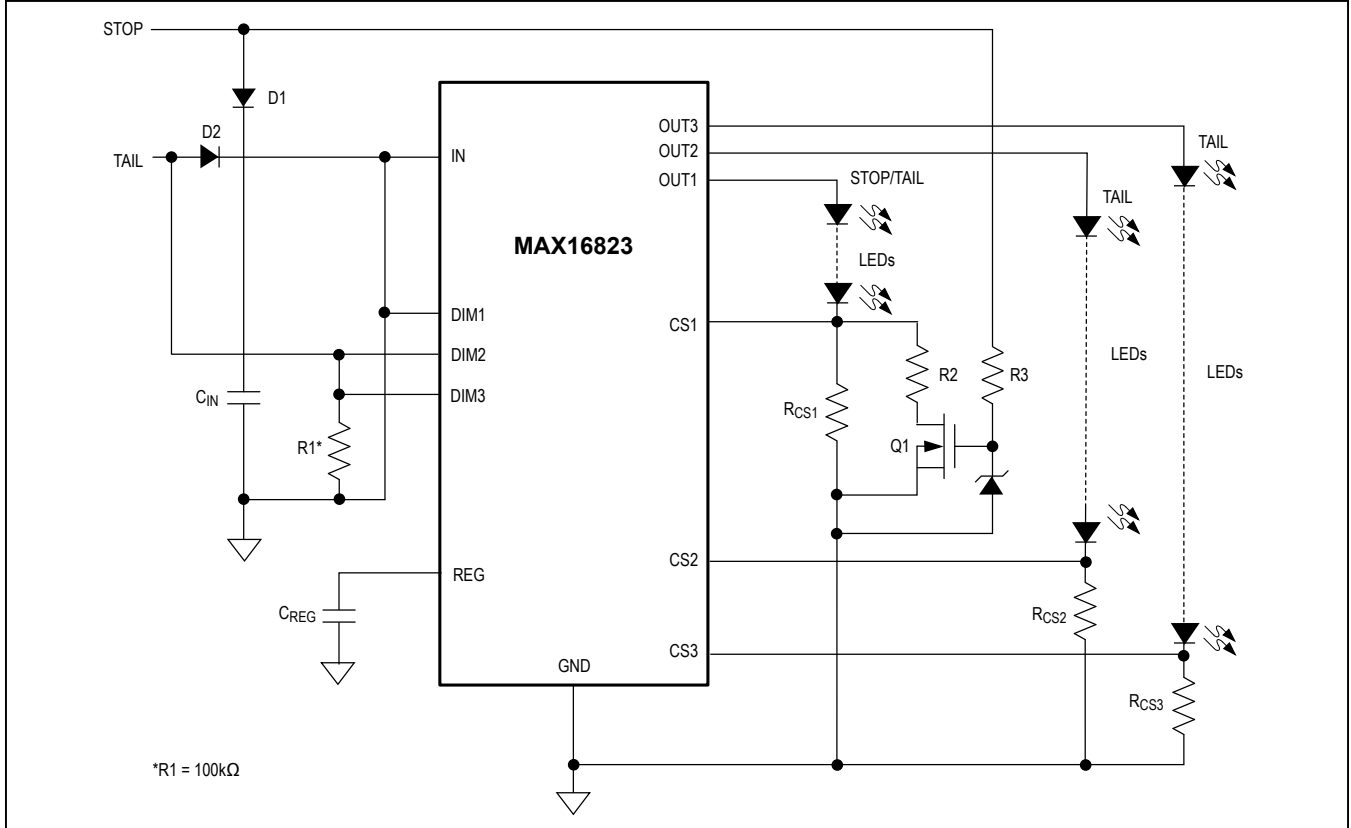 STOP
D1
D2
TAIL
IN
OUT3
OUT2
OUT1
STOP/TAIL
TAIL
TAIL
MAX16823
LEDs
DIM1
CS1
DIM2
LEDs
LEDs
R2
R3
DIM3
CIN
RCS1
R1*
Q1
REG
CS2
CREG
RCS2
CS3
GND
RCS3
*R1 = 100kΩ